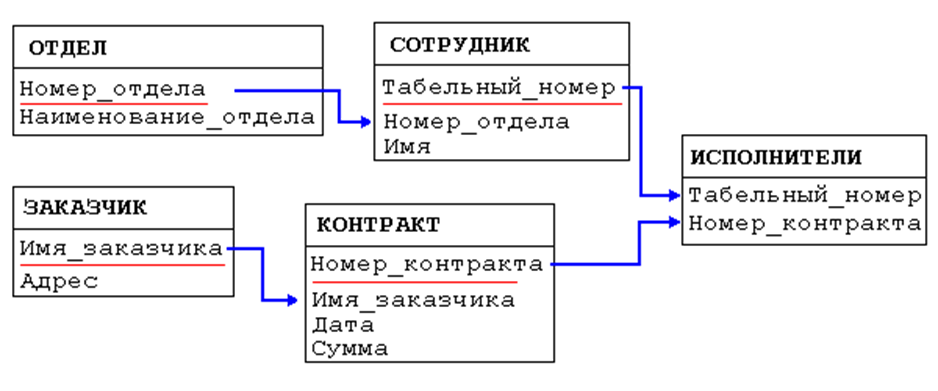 ОТДЕЛ
Номер_отдела
Наименование_отдела
СОТРУДНИК
Табельный_номер
Номер_отдела
Имя
ИСПОЛНИТЕЛИ
Табельный_номер
Номер_контракта
ЗАКАЗЧИК
Имя_заказчика
Адрес
КОНТРАКТ
Номер_контракта
Имя_заказчика
Дата
Сумма